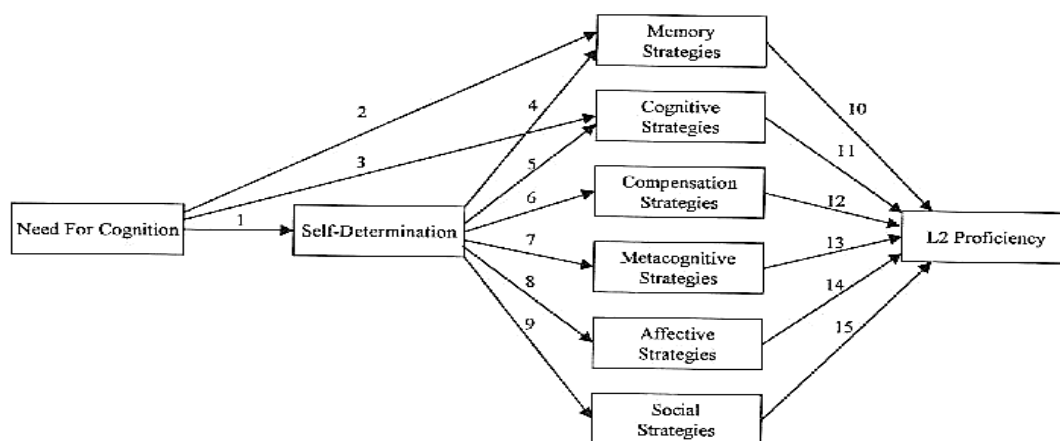 Memory
Strategies
2
4
10
Cognitive
Strategies
3
5
11
6
Compensation
Strategies
12
Need For Cognition
1
Self-Determination
L2 Proficiency
7
Metacognitive
Strategies
13
8
14
Affective
Strategies
9
15
Social
Strategies